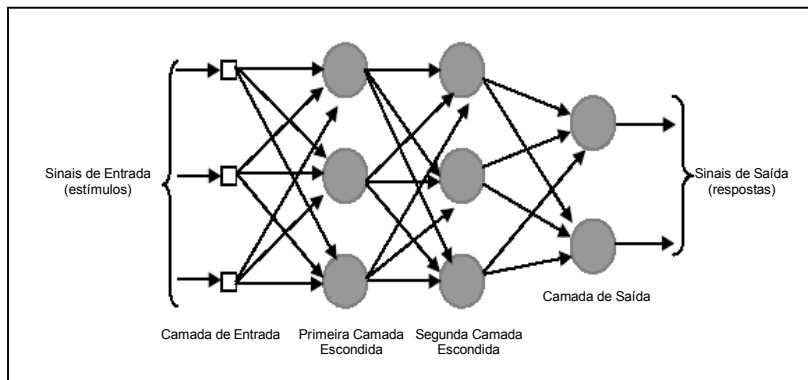 Sinais de Entrada
(estímulos)
Sinais de Saída
(respostas)
Camada de Saída
Camada de Entrada
Primeira Camada
Escondida
Segunda Camada
Escondida